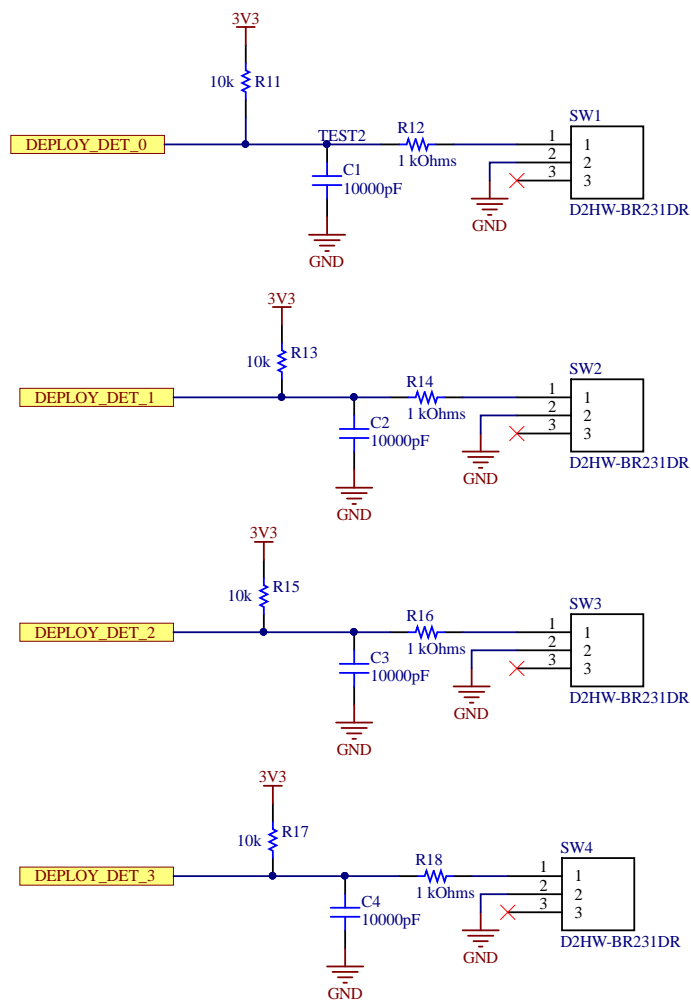 3V3
10k R11
DEPLOY_DET_0
TEST2
R12
1 kOhms
C1
10000pF
GND
SW1
1 1
2 2
3 3
GND
D2HW-BR231DR
3V3
10k R13
DEPLOY_DET_1
R14
1 kOhms
C2
10000pF
GND
SW2
1 1
2 2
3 3
GND
D2HW-BR231DR
3V3
10k R15
DEPLOY_DET_2
R16
1 kOhms
C3
10000pF
GND
SW3
1 1
2 2
3 3
GND
D2HW-BR231DR
3V3
10k R17
DEPLOY_DET_3
R18
1 kOhms
C4
10000pF
GND
SW4
1 1
2 2
3 3
GND
D2HW-BR231DR